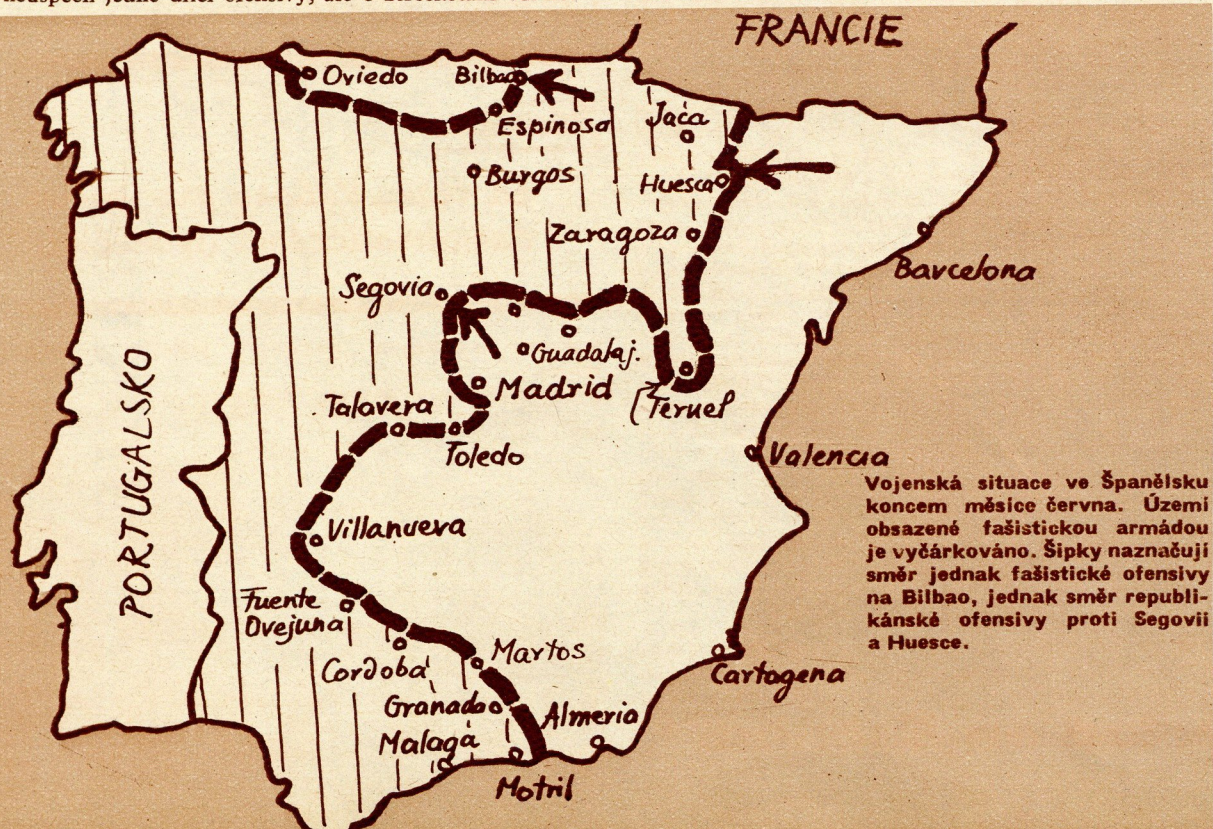 FRANCIE
Oviedo
Bilbao
Espinosa
Jaca
Burgos
Huesca
Zaragoza
Barcelona
Segovia
Guadalaj.
Madrid
Teruel
Talavera
Toledo
Valencia
PORTUGALSKO
Villanueva
Fuente
Ovejuna
Cordoba
Martos
Cartagena
Granada
Almeria
Malaga
Motril
Vojenská situace ve Španělsku
koncem měsíce června. Území
obsazené fašistickou armádou
je vyčárkováno. Šipky naznačují
směr jednak fašistické ofensivy
na Bilbao, jednak směr republi-
kánské ofensivy proti Segovii
a Huesce.